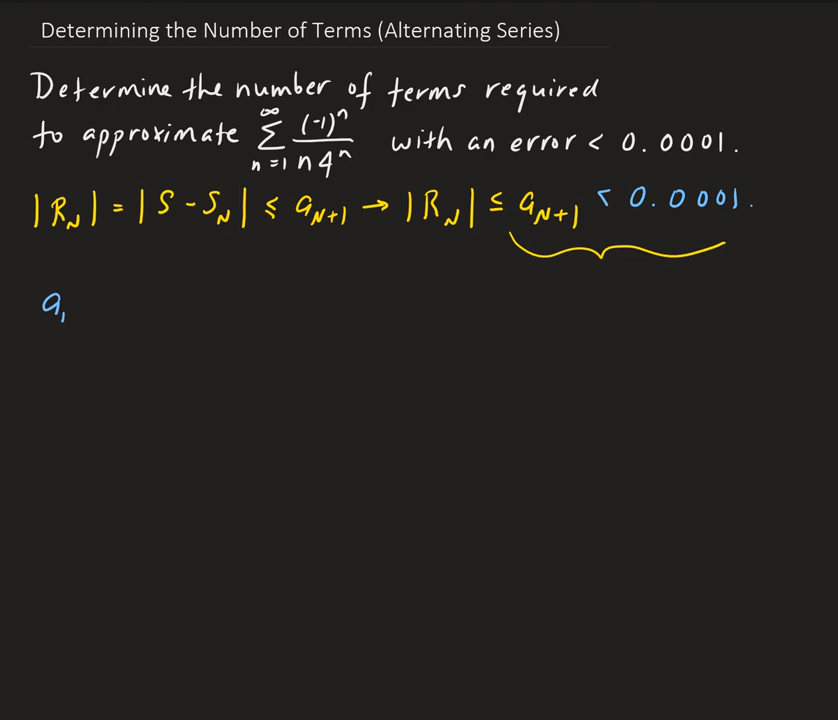 Determining the Number of Terms (Alternating Series)
Determine the number of terms required
to approximate ∑_{n=1}^{∞} (-1)^n / (n 4^n) with an error < 0.0001.
|R_N| = |S - S_N| ≤ a_{N+1} → |R_N| ≤ a_{N+1} < 0.0001.
a_1